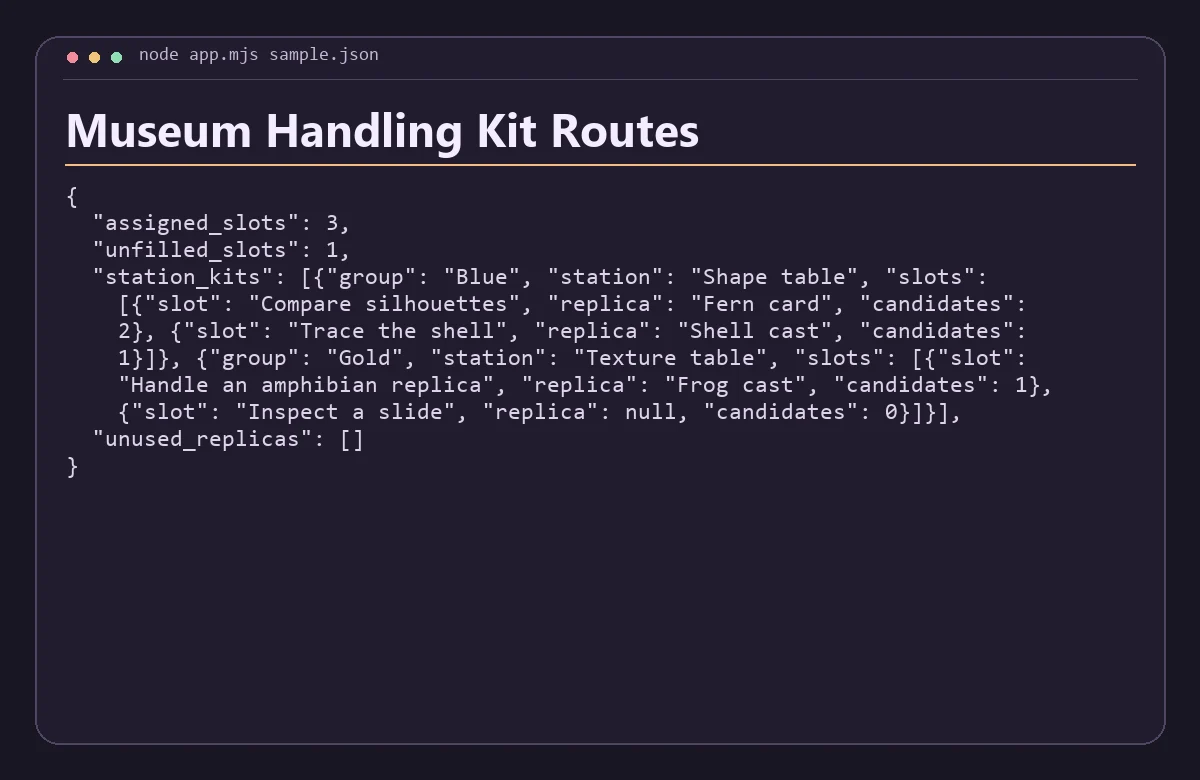 node app.mjs sample.json
Museum Handling Kit Routes
{
  "assigned_slots": 3,
  "unfilled_slots": 1,
  "station_kits": [{"group": "Blue", "station": "Shape table", "slots":
    [{"slot": "Compare silhouettes", "replica": "Fern card", "candidates":
    2}, {"slot": "Trace the shell", "replica": "Shell cast", "candidates":
    1}]}, {"group": "Gold", "station": "Texture table", "slots": [{"slot":
    "Handle an amphibian replica", "replica": "Frog cast", "candidates": 1},
    {"slot": "Inspect a slide", "replica": null, "candidates": 0}]}],
  "unused_replicas": []
}